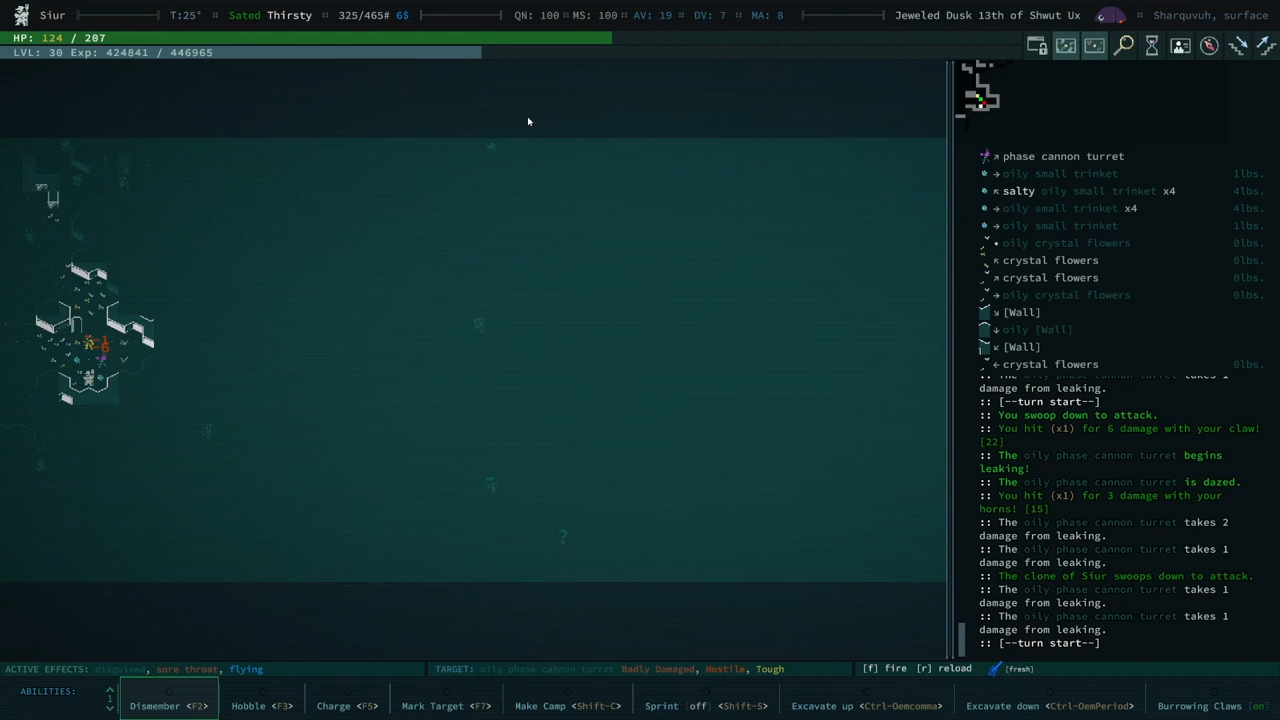 Siur T:25° :: Sated Thirsty :: 325/465# 6$ QN: 100 :: MS: 100 :: AV: 19 :: DV: 7 :: MA: 8 Jeweled Dusk 13th of Shwut Ux Sharquvuh, surface
HP: 124 / 207
LVL: 30 Exp: 424841 / 446965
phase cannon turret
oily small trinket 1lbs.
salty oily small trinket x4 4lbs.
oily small trinket x4 4lbs.
oily small trinket 1lbs.
oily crystal flowers 0lbs.
crystal flowers 0lbs.
crystal flowers 0lbs.
oily crystal flowers 0lbs.
[Wall]
oily [Wall]
[Wall]
crystal flowers 0lbs.
:: The oily phase cannon turret takes 1
damage from leaking.
:: [--turn start--]
:: You swoop down to attack.
:: You hit (x1) for 6 damage with your claw!
[22]
:: The oily phase cannon turret begins
leaking!
:: The oily phase cannon turret is dazed.
:: You hit (x1) for 3 damage with your
horns! [15]
:: The oily phase cannon turret takes 2
damage from leaking.
:: The oily phase cannon turret takes 1
damage from leaking.
:: The clone of Siur swoops down to attack.
:: The oily phase cannon turret takes 1
damage from leaking.
:: The oily phase cannon turret takes 1
damage from leaking.
:: [--turn start--]
ACTIVE EFFECTS: disguised, sore throat, flying TARGET: oily phase cannon turret Badly Damaged, Hostile, Tough [f] fire [r] reload [fresh]
ABILITIES: 1 Dismember <F2> Hobble <F3> Charge <F5> Mark Target <F7> Make Camp <Shift-C> Sprint [off] <Shift-S> Excavate up <Ctrl-Oemcomma> Excavate down <Ctrl-OemPeriod> Burrowing Claws [on]